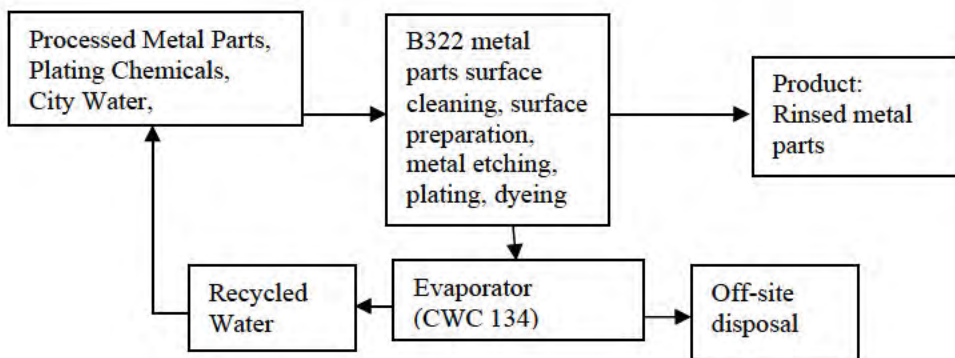 Processed Metal Parts,
Plating Chemicals,
City Water,
B322 metal
parts surface
cleaning, surface
preparation,
metal etching,
plating, dyeing
Product:
Rinsed metal
parts
Recycled
Water
Evaporator
(CWC 134)
Off-site
disposal